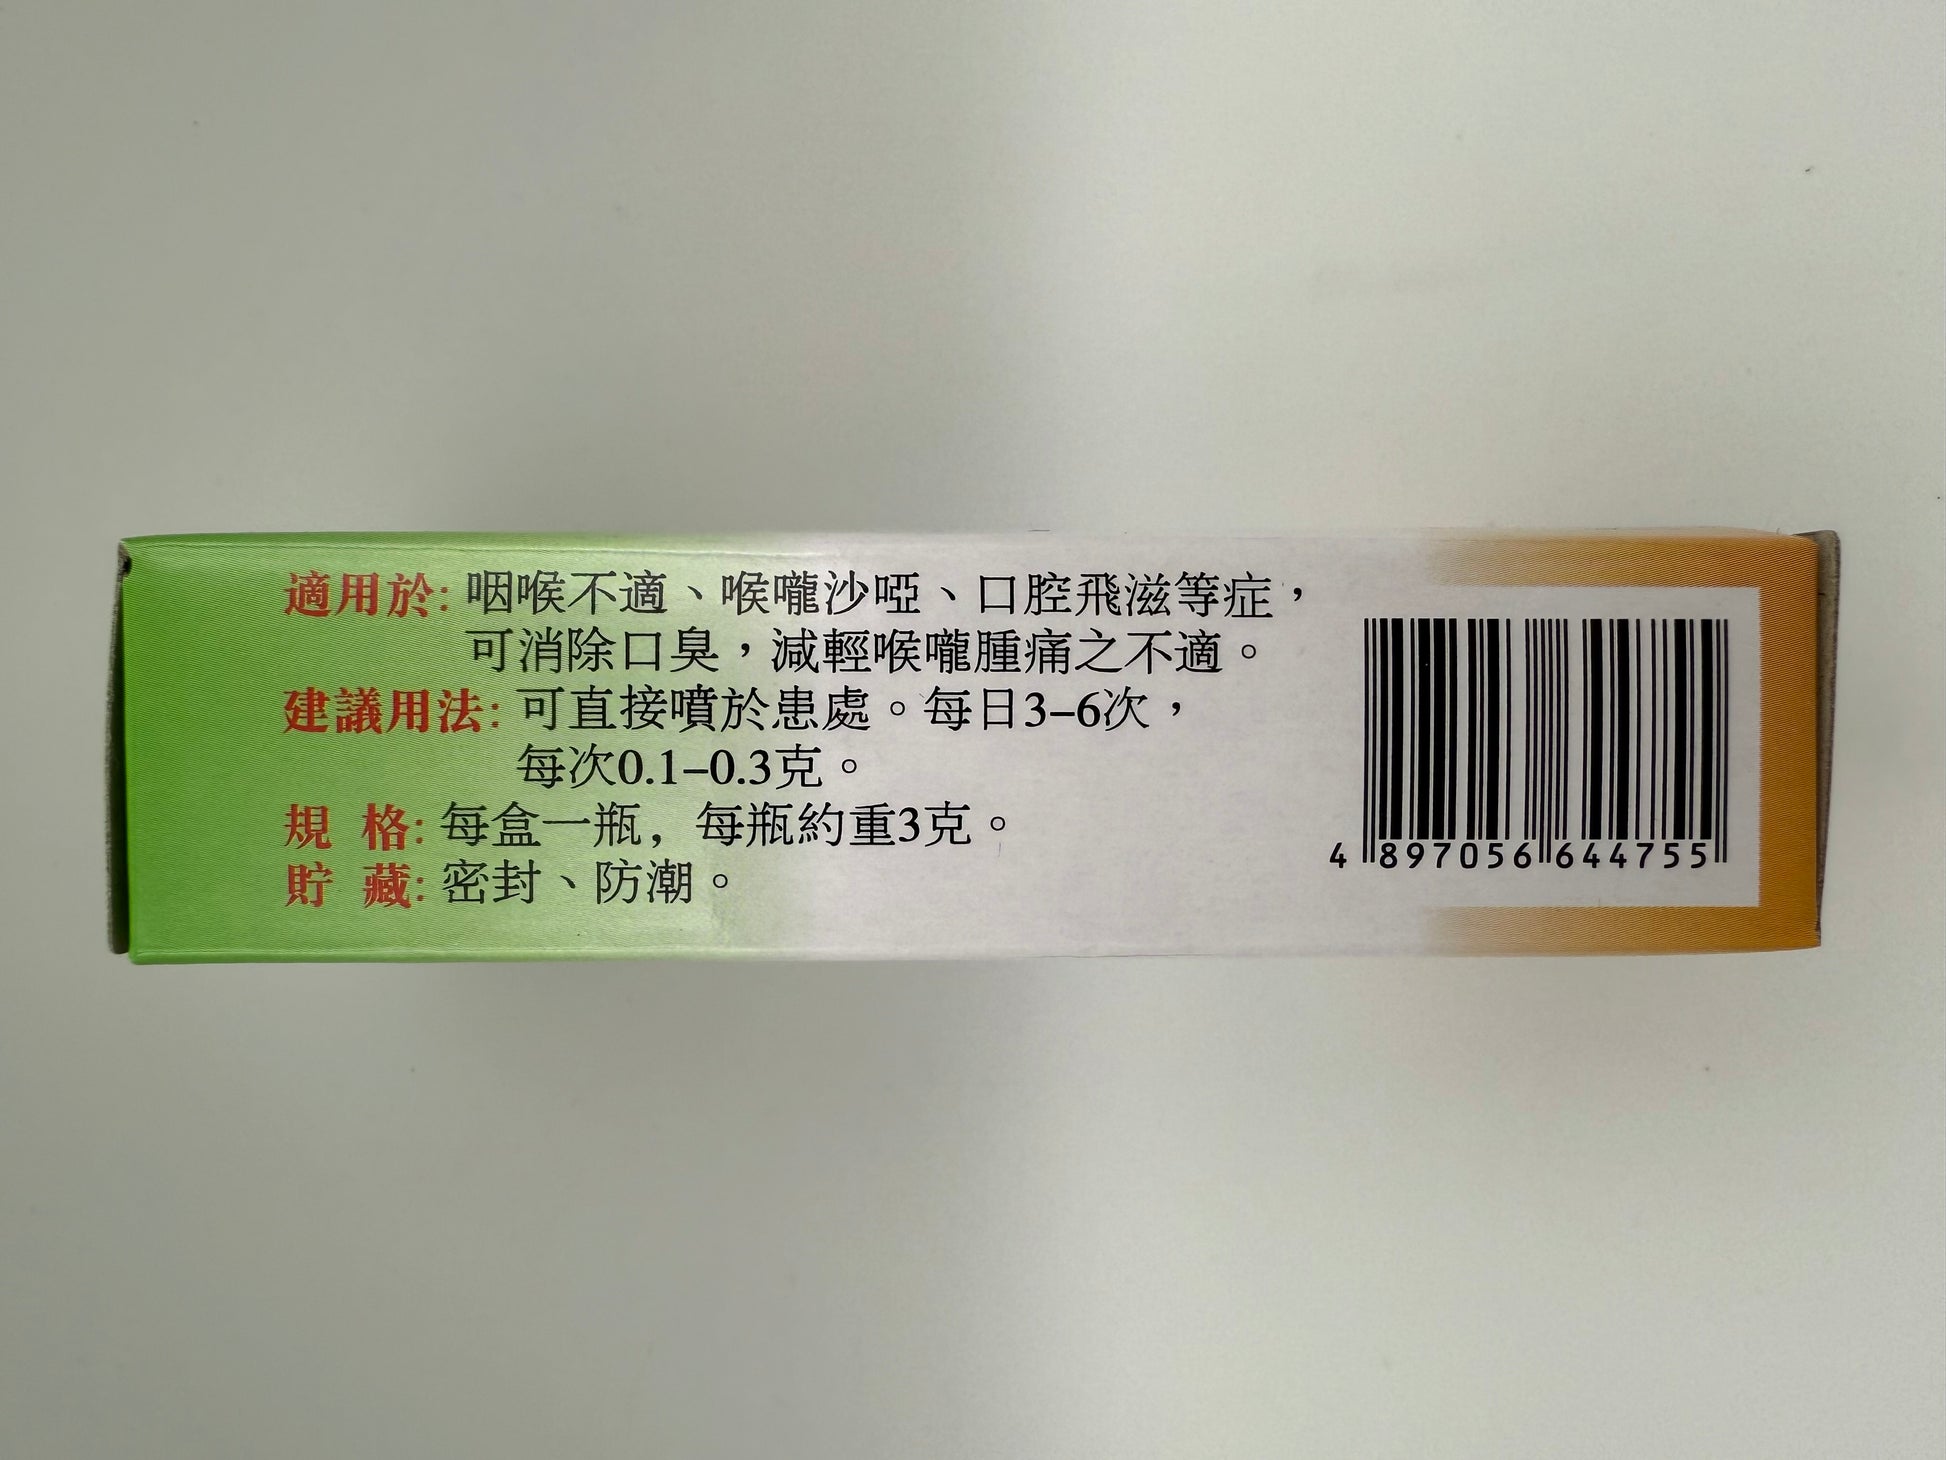 適用於: 咽喉不適、喉嚨沙啞、口腔飛滋等症，
可消除口臭，減輕喉嚨腫痛之不適。
建議用法: 可直接噴於患處。每日3–6次，
每次0.1–0.3克。
規 格: 每盒一瓶, 每瓶約重3克。
貯 藏: 密封、防潮。
4 897056 644755